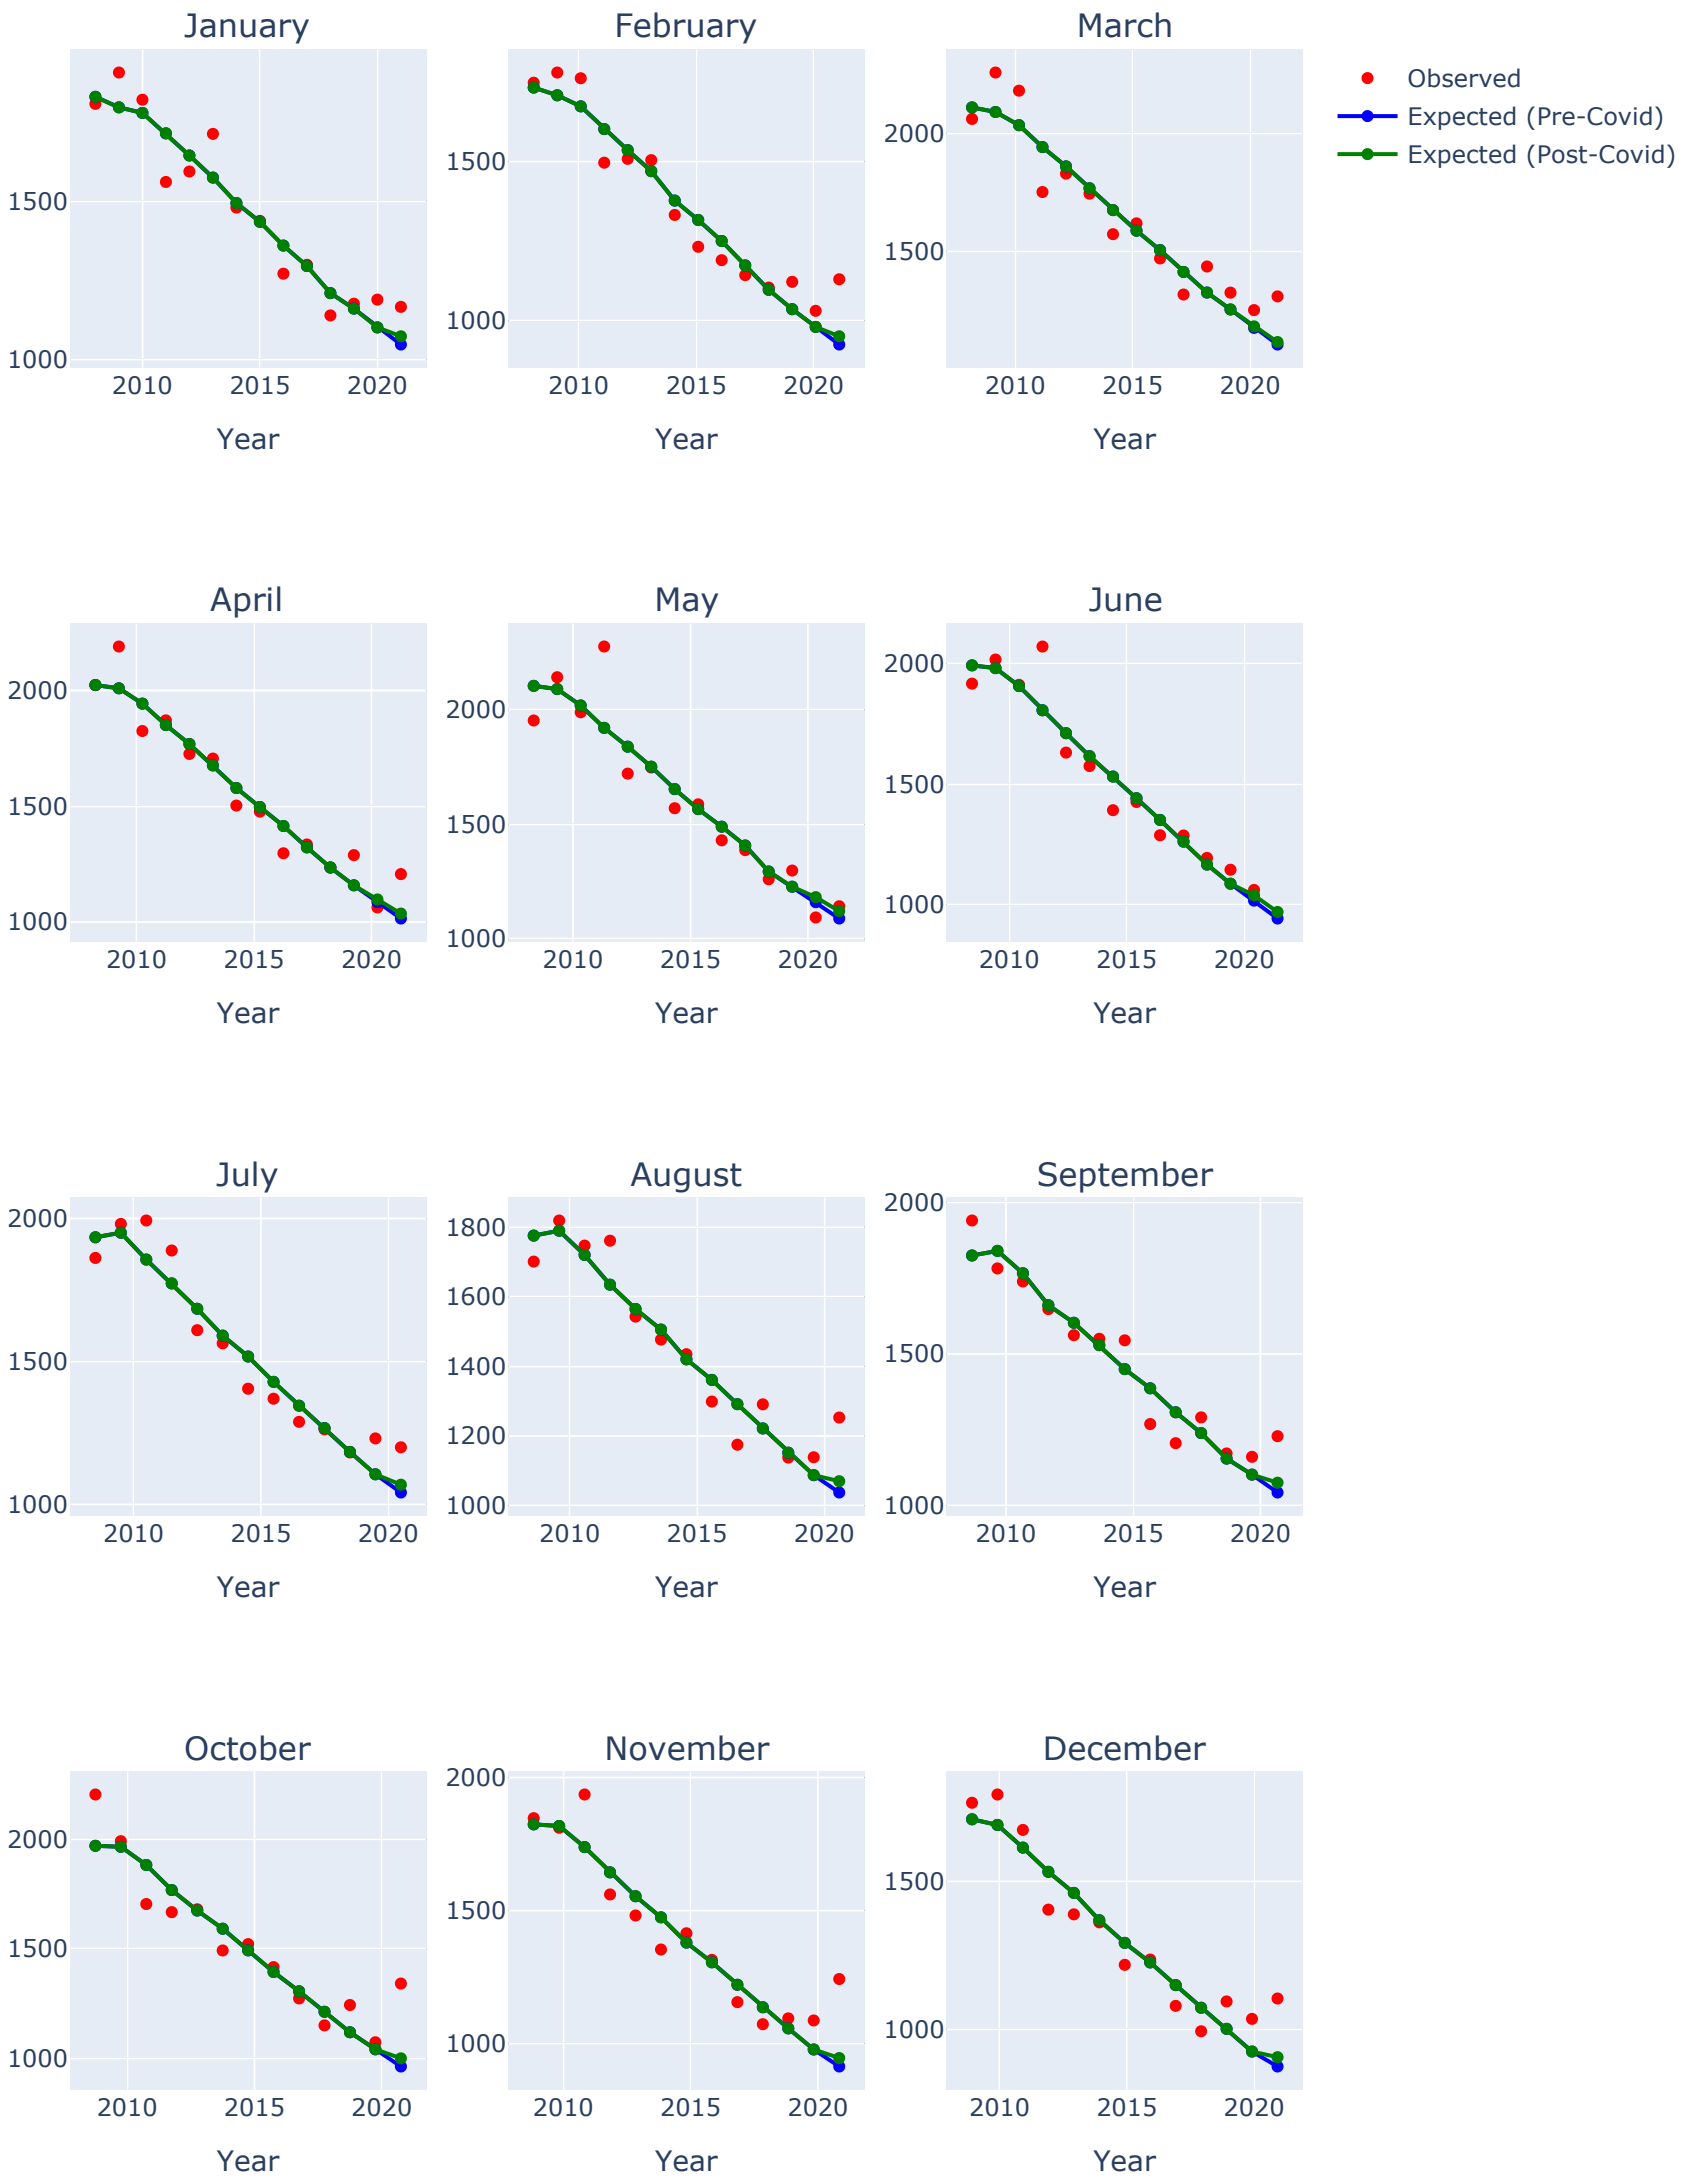 January
February
March
Observed
Expected (Pre-Covid)
Expected (Post-Covid)
1500
1000
1500
1000
2000
1500
2010 2015 2020
2010 2015 2020
2010 2015 2020
Year
Year
Year
April
May
June
2000
1500
1000
2000
1500
1000
2000
1500
1000
2010 2015 2020
2010 2015 2020
2010 2015 2020
Year
Year
Year
July
August
September
2000
1500
1000
1800
1600
1400
1200
1000
2000
1500
1000
2010 2015 2020
2010 2015 2020
2010 2015 2020
Year
Year
Year
October
November
December
2000
1500
1000
2000
1500
1000
1500
1000
2010 2015 2020
2010 2015 2020
2010 2015 2020
Year
Year
Year